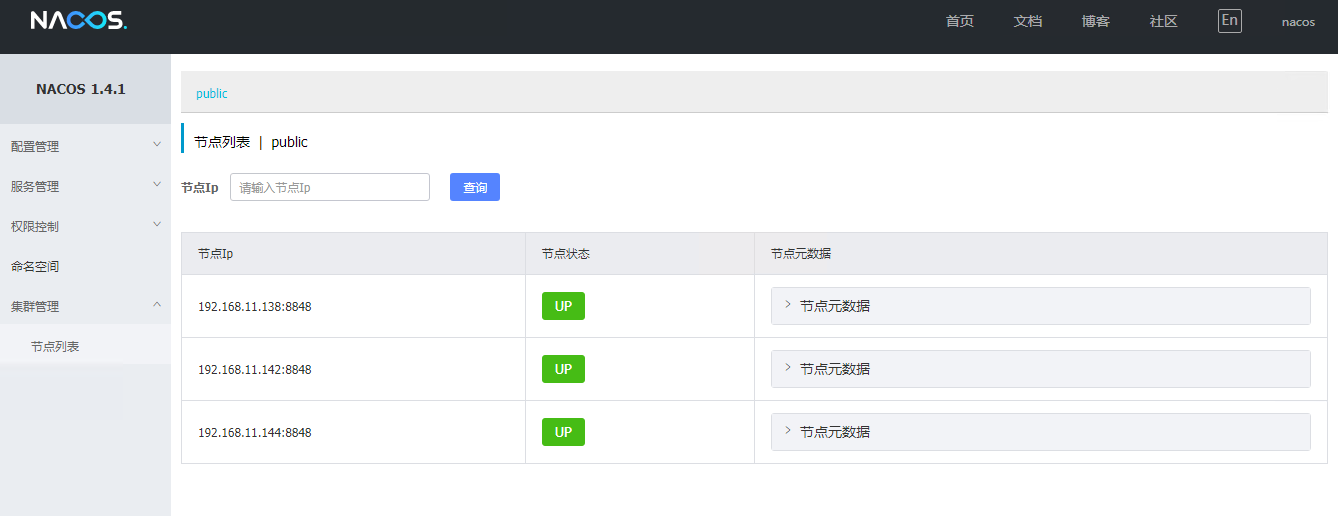 NACOS.
首页 文档 博客 社区 En nacos
NACOS 1.4.1
配置管理
服务管理
权限控制
命名空间
集群管理
节点列表
public
节点列表 | public
节点Ip 请输入节点Ip 查询
节点Ip 节点状态 节点元数据
192.168.11.138:8848 UP 节点元数据
192.168.11.142:8848 UP 节点元数据
192.168.11.144:8848 UP 节点元数据